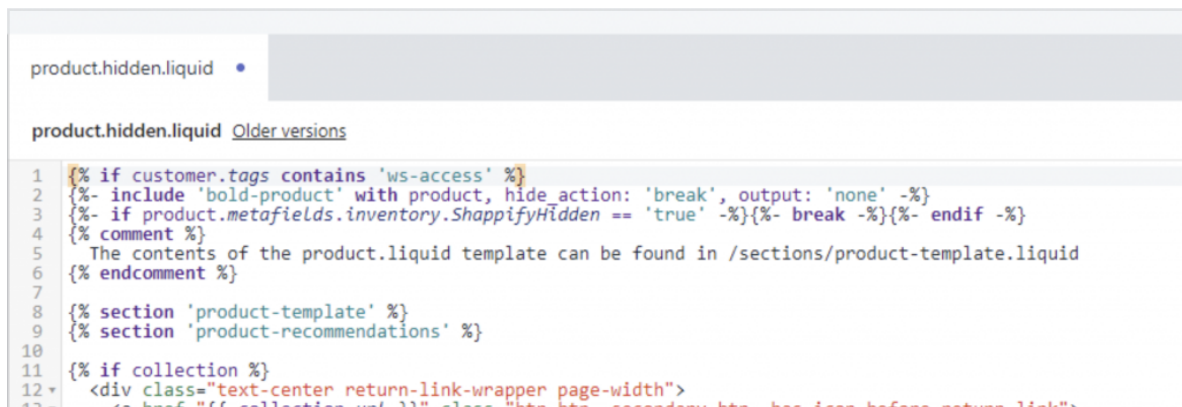 product.hidden.liquid
product.hidden.liquid Older versions
1 {% if customer.tags contains 'ws-access' %}
2 {%- include 'bold-product' with product, hide_action: 'break', output: 'none' -%}
3 {%- if product.metafields.inventory.ShappifyHidden == 'true' -%}{%- break -%}{%- endif -%}
4 {% comment %}
5 The contents of the product.liquid template can be found in /sections/product-template.liquid
6 {% endcomment %}
7
8 {% section 'product-template' %}
9 {% section 'product-recommendations' %}
10
11 {% if collection %}
12 <div class="text-center return-link-wrapper page-width">